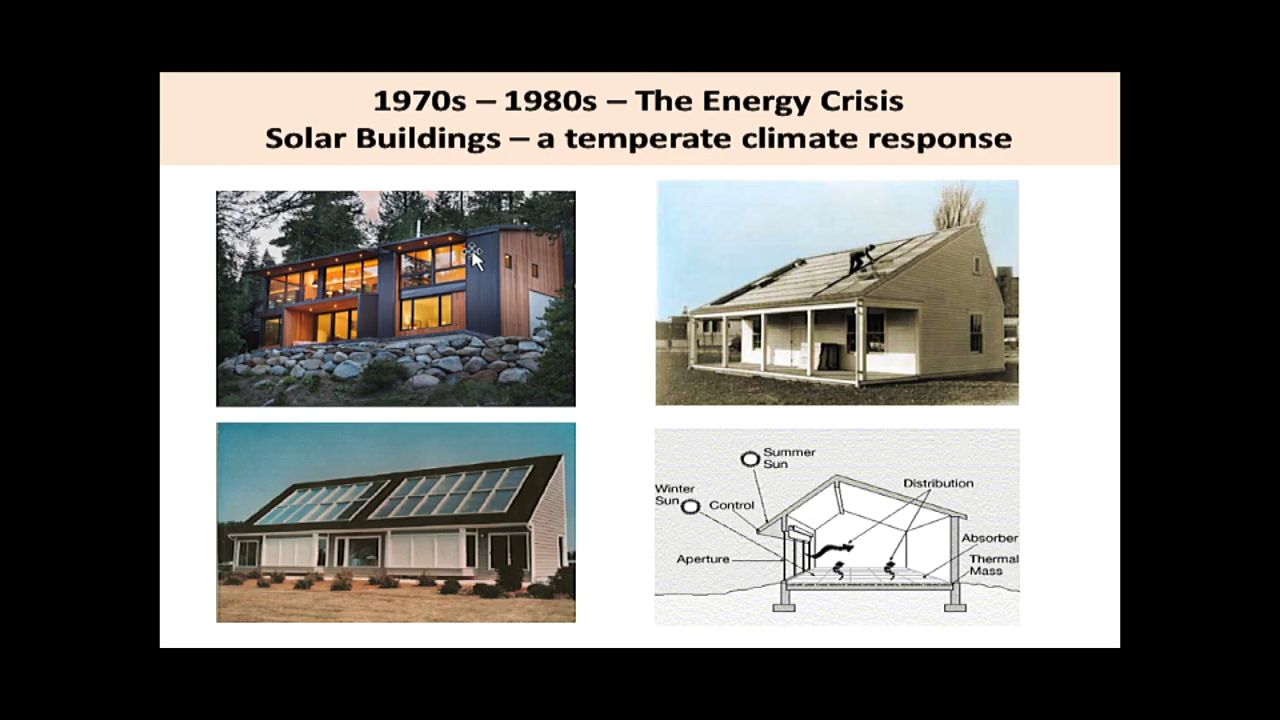 1970s – 1980s – The Energy Crisis
Solar Buildings – a temperate climate response
Summer
Sun
Winter
Sun
Control
Distribution
Aperture
Absorber
Thermal
Mass